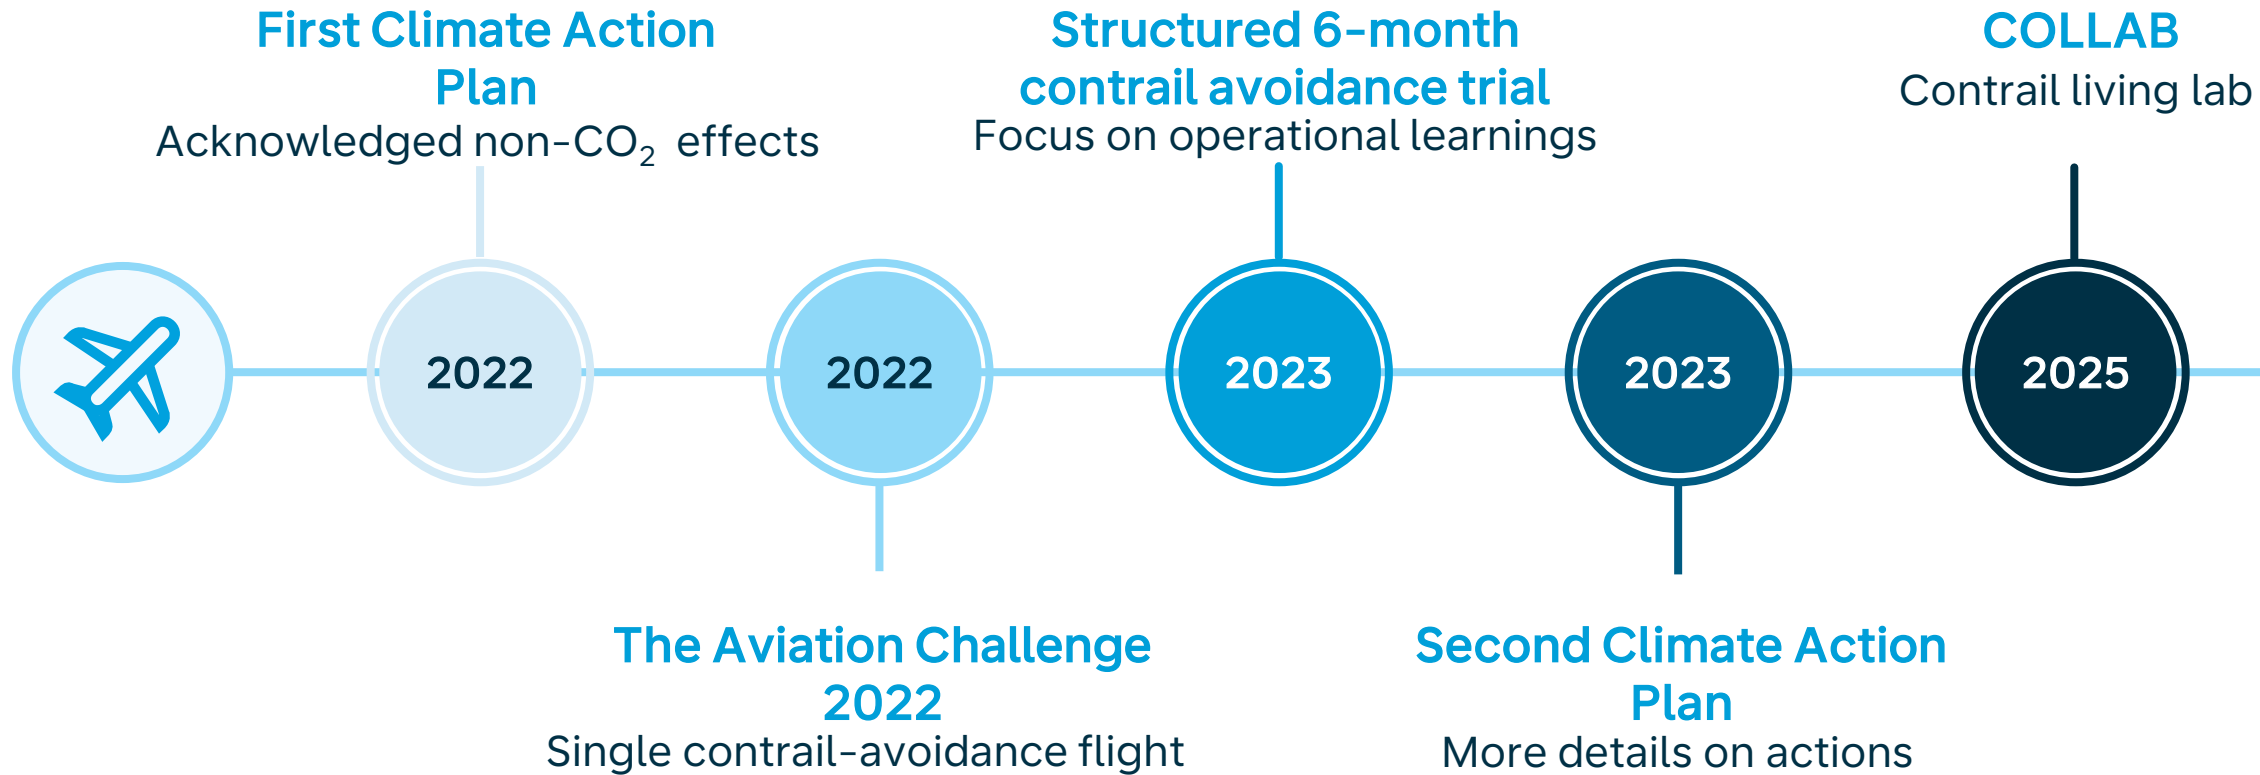 First Climate Action
Plan
Acknowledged non-CO₂ effects
Structured 6-month
contrail avoidance trial
Focus on operational learnings
COLLAB
Contrail living lab
2022
2022
2023
2023
2025
The Aviation Challenge
2022
Single contrail-avoidance flight
Second Climate Action
Plan
More details on actions